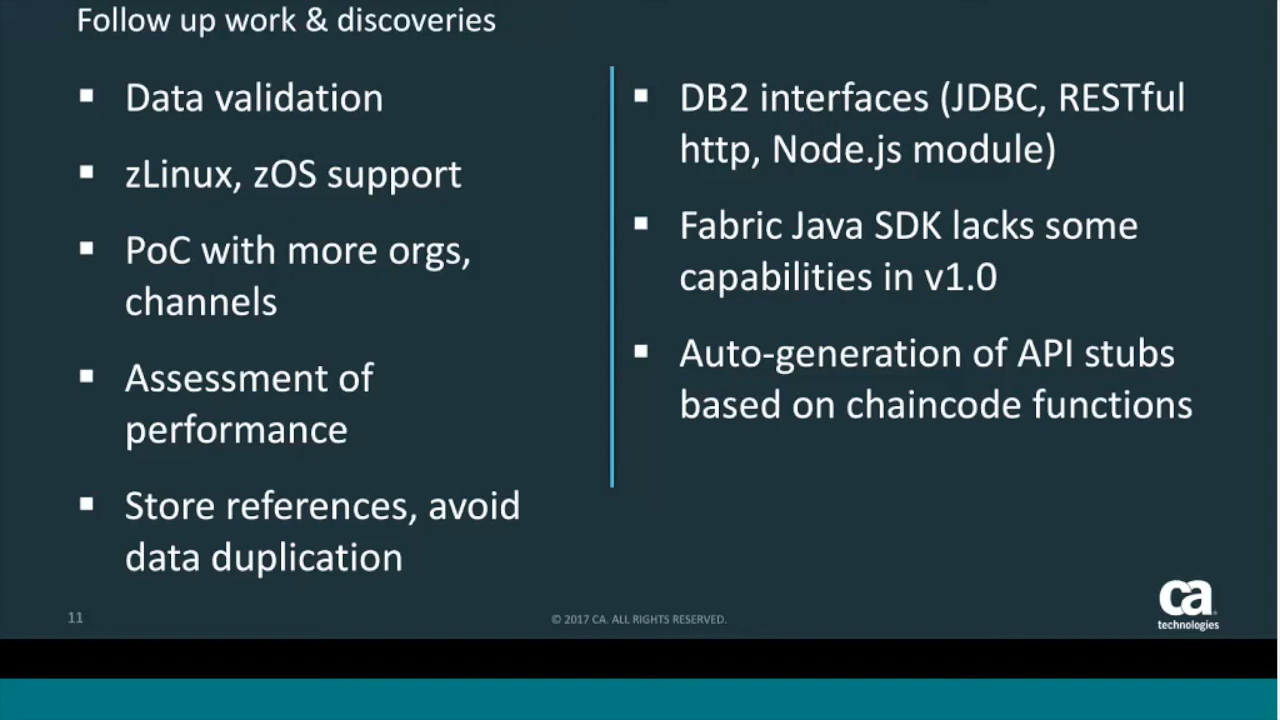 Follow up work & discoveries
▪ Data validation
▪ zLinux, zOS support
▪ PoC with more orgs,
channels
▪ Assessment of
performance
▪ Store references, avoid
data duplication
▪ DB2 interfaces (JDBC, RESTful
http, Node.js module)
▪ Fabric Java SDK lacks some
capabilities in v1.0
▪ Auto-generation of API stubs
based on chaincode functions
11
© 2017 CA. ALL RIGHTS RESERVED.
ca
technologies